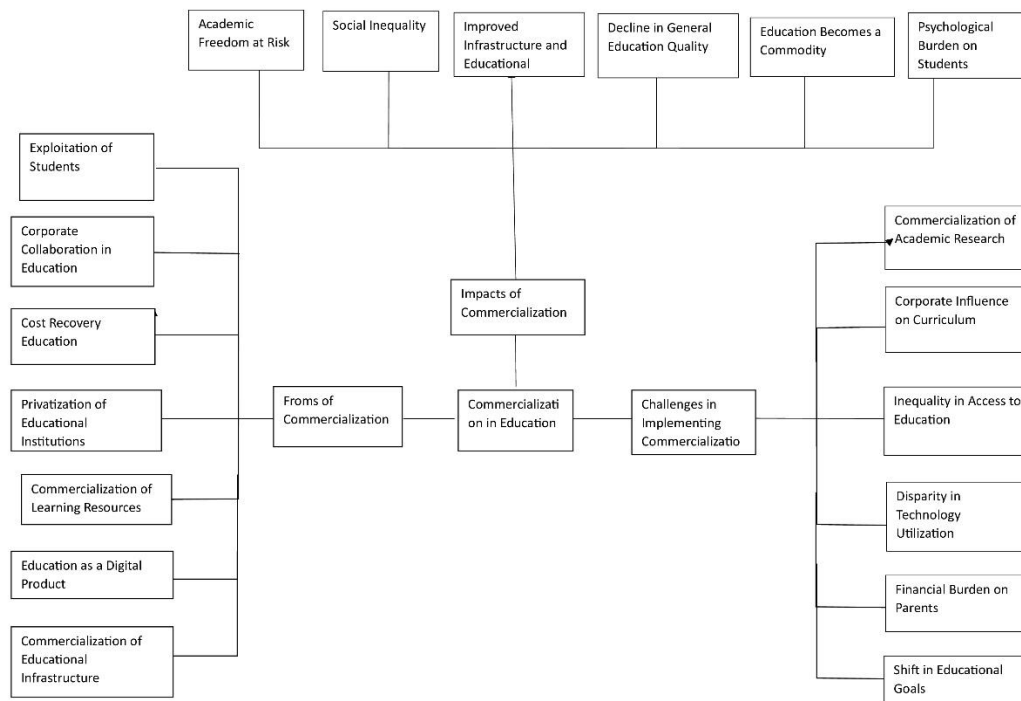 Academic
Freedom at Risk
Social Inequality
Improved
Infrastructure and
Educational
Decline in General
Education Quality
Education Becomes a
Commodity
Psychological
Burden on
Students
Exploitation of
Students
Corporate
Collaboration in
Education
Cost Recovery
Education
Privatization of
Educational
Institutions
Commercialization of
Learning Resources
Education as a Digital
Product
Commercialization of
Educational
Infrastructure
Froms of
Commercialization
Impacts of
Commercialization
Commercializati
on in Education
Challenges in
Implementing
Commercializatio
Commercialization of
Academic Research
Corporate Influence
on Curriculum
Inequality in Access to
Education
Disparity in
Technology
Utilization
Financial Burden on
Parents
Shift in Educational
Goals